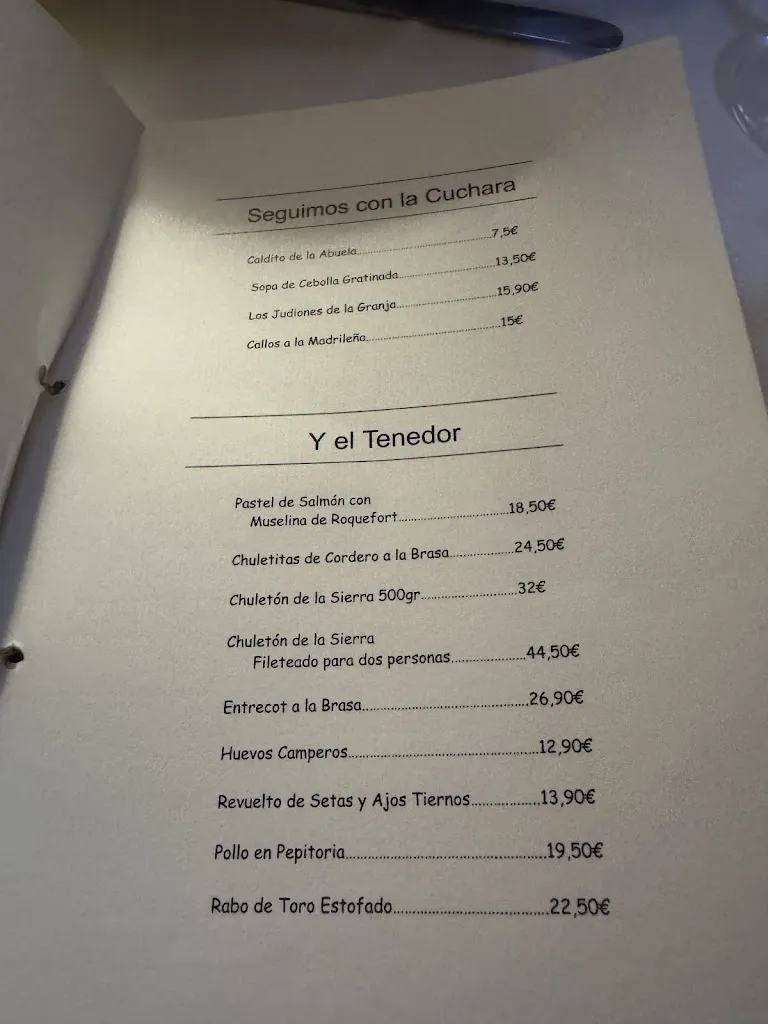 Seguimos con la Cuchara
Caldito de la Abuela...............................................7,5€
Sopa de Cebolla Gratinada..................................13,50€
Los Judiones de la Granja...................................15,90€
Callos a la Madrileña..............................................15€
Y el Tenedor
Pastel de Salmón con
Muselina de Roquefort.............................18,50€
Chuletitas de Cordero a la Brasa.................24,50€
Chuletón de la Sierra 500gr..........................32€
Chuletón de la Sierra
Fileteado para dos personas...................44,50€
Entrecot a la Brasa...........................................26,90€
Huevos Camperos................................................12,90€
Revuelto de Setas y Ajos Tiernos.................13,90€
Pollo en Pepitoria..................................................19,50€
Rabo de Toro Estofado.......................................22,50€